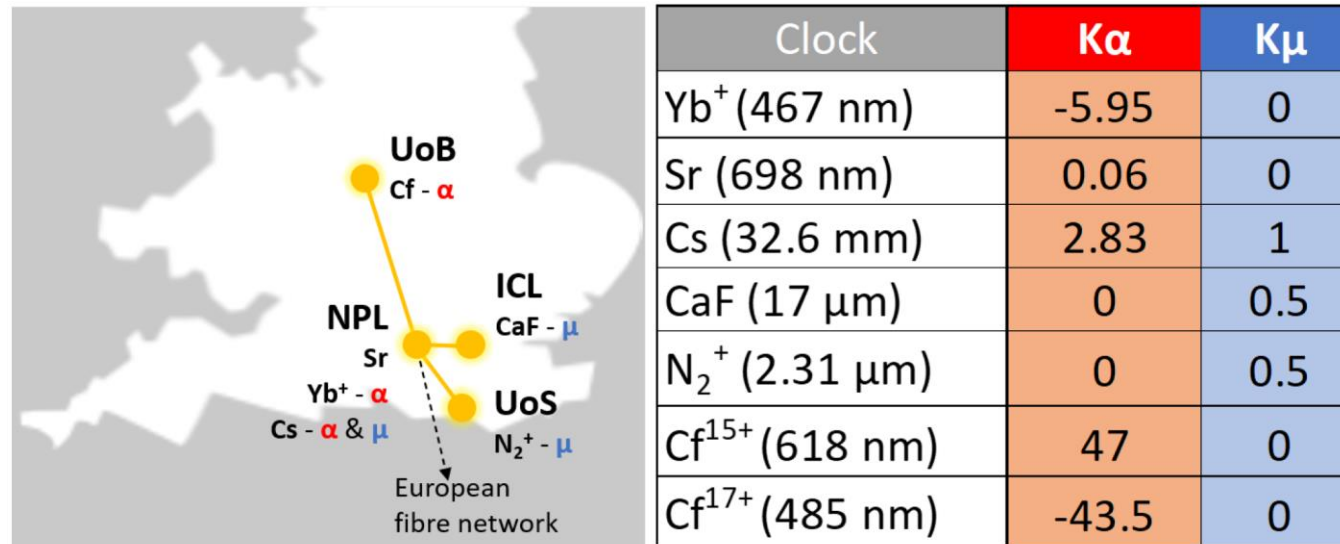 UoB
Cf - α
ICL
CaF - μ
NPL
Sr
Yb⁺ - α
Cs - α & μ
UoS
N₂⁺ - μ
European
fibre network
Clock Kα Kμ
Yb⁺ (467 nm) -5.95 0
Sr (698 nm) 0.06 0
Cs (32.6 mm) 2.83 1
CaF (17 μm) 0 0.5
N₂⁺ (2.31 μm) 0 0.5
Cf¹⁵⁺ (618 nm) 47 0
Cf¹⁷⁺ (485 nm) -43.5 0